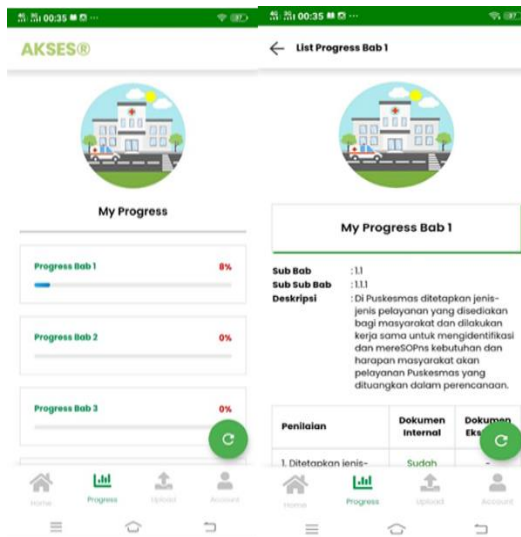 00:35
AKSES®
My Progress
Progress Bab 1 8%
Progress Bab 2 0%
Progress Bab 3 0%
Home Progress Upload Account
00:35
List Progress Bab 1
My Progress Bab 1
Sub Bab : 1.1
Sub Sub Bab : 1.1.1
Deskripsi : Di Puskesmas ditetapkan jenis-
jenis pelayanan yang disediakan
bagi masyarakat dan dilakukan
kerja sama untuk mengidentifikasi
dan mereSOPns kebutuhan dan
harapan masyarakat akan
pelayanan Puskesmas yang
dituangkan dalam perencanaan.
Penilaian Dokumen Internal Dokumen Eks
1. Ditetapkan jenis- Sudah -
Home Progress Upload Account